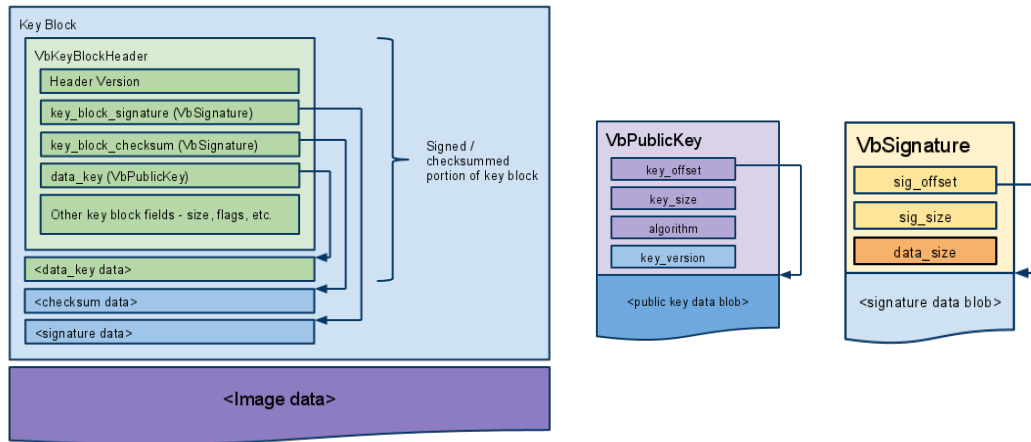 Key Block
VbKeyBlockHeader
Header Version
key_block_signature (VbSignature)
key_block_checksum (VbSignature)
data_key (VbPublicKey)
Other key block fields - size, flags, etc.
<data_key data>
<checksum data>
<signature data>
Signed /
checksummed
portion of key block
<Image data>
VbPublicKey
key_offset
key_size
algorithm
key_version
<public key data blob>
VbSignature
sig_offset
sig_size
data_size
<signature data blob>